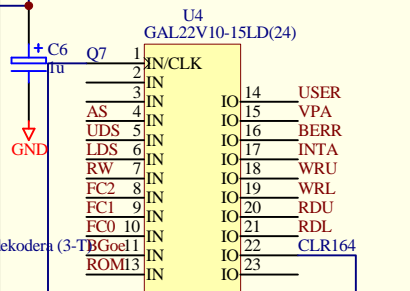 U4
GAL22V10-15LD(24)
C6
1u
GND
Q7 1 IN/CLK
2 IN
3 IN IO 14 USER
AS 4 IN IO 15 VPA
UDS 5 IN IO 16 BERR
LDS 6 IN IO 17 INTA
RW 7 IN IO 18 WRU
FC2 8 IN IO 19 WRL
FC1 9 IN IO 20 RDU
FC0 10 IN IO 21 RDL
ekodera (3-T) BGoe 11 IN IO 22 CLR164
ROM 13 IN IO 23